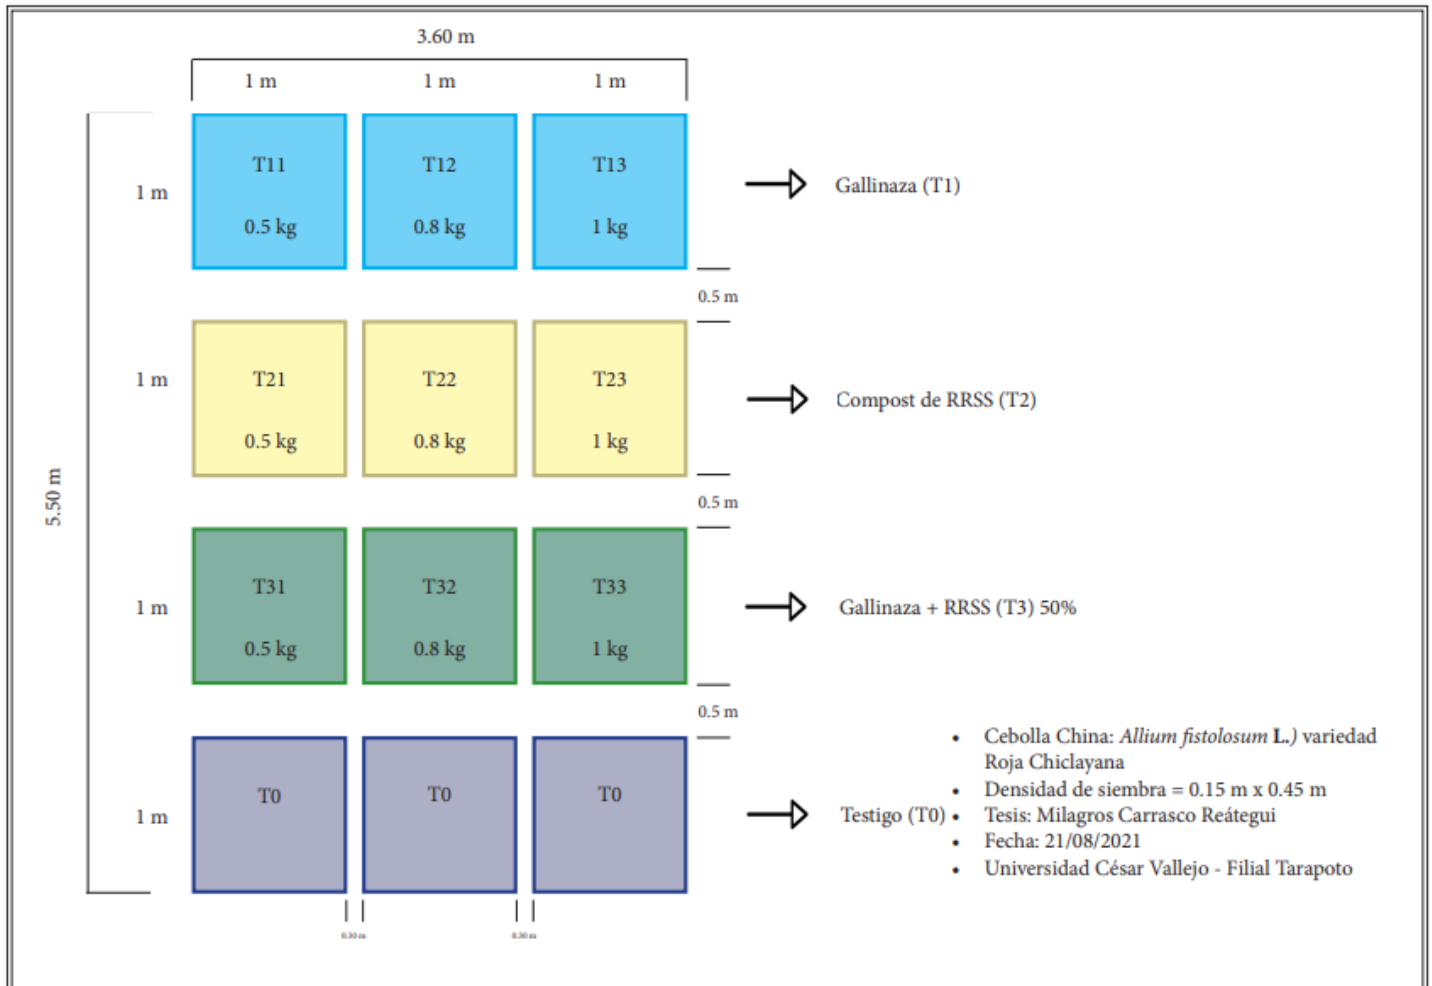 3.60 m
1 m 1 m 1 m
T11 T12 T13
1 m
0.5 kg 0.8 kg 1 kg
Gallinaza (T1)
0.5 m
T21 T22 T23
1 m
0.5 kg 0.8 kg 1 kg
Compost de RRSS (T2)
5.50 m
0.5 m
T31 T32 T33
1 m
0.5 kg 0.8 kg 1 kg
Gallinaza + RRSS (T3) 50%
0.5 m
T0 T0 T0
1 m
Testigo (T0)
• Cebolla China: Allium fistolosum L.) variedad
Roja Chiclayana
• Densidad de siembra = 0.15 m x 0.45 m
• Tesis: Milagros Carrasco Reátegui
• Fecha: 21/08/2021
• Universidad César Vallejo - Filial Tarapoto
0.30 m 0.30 m